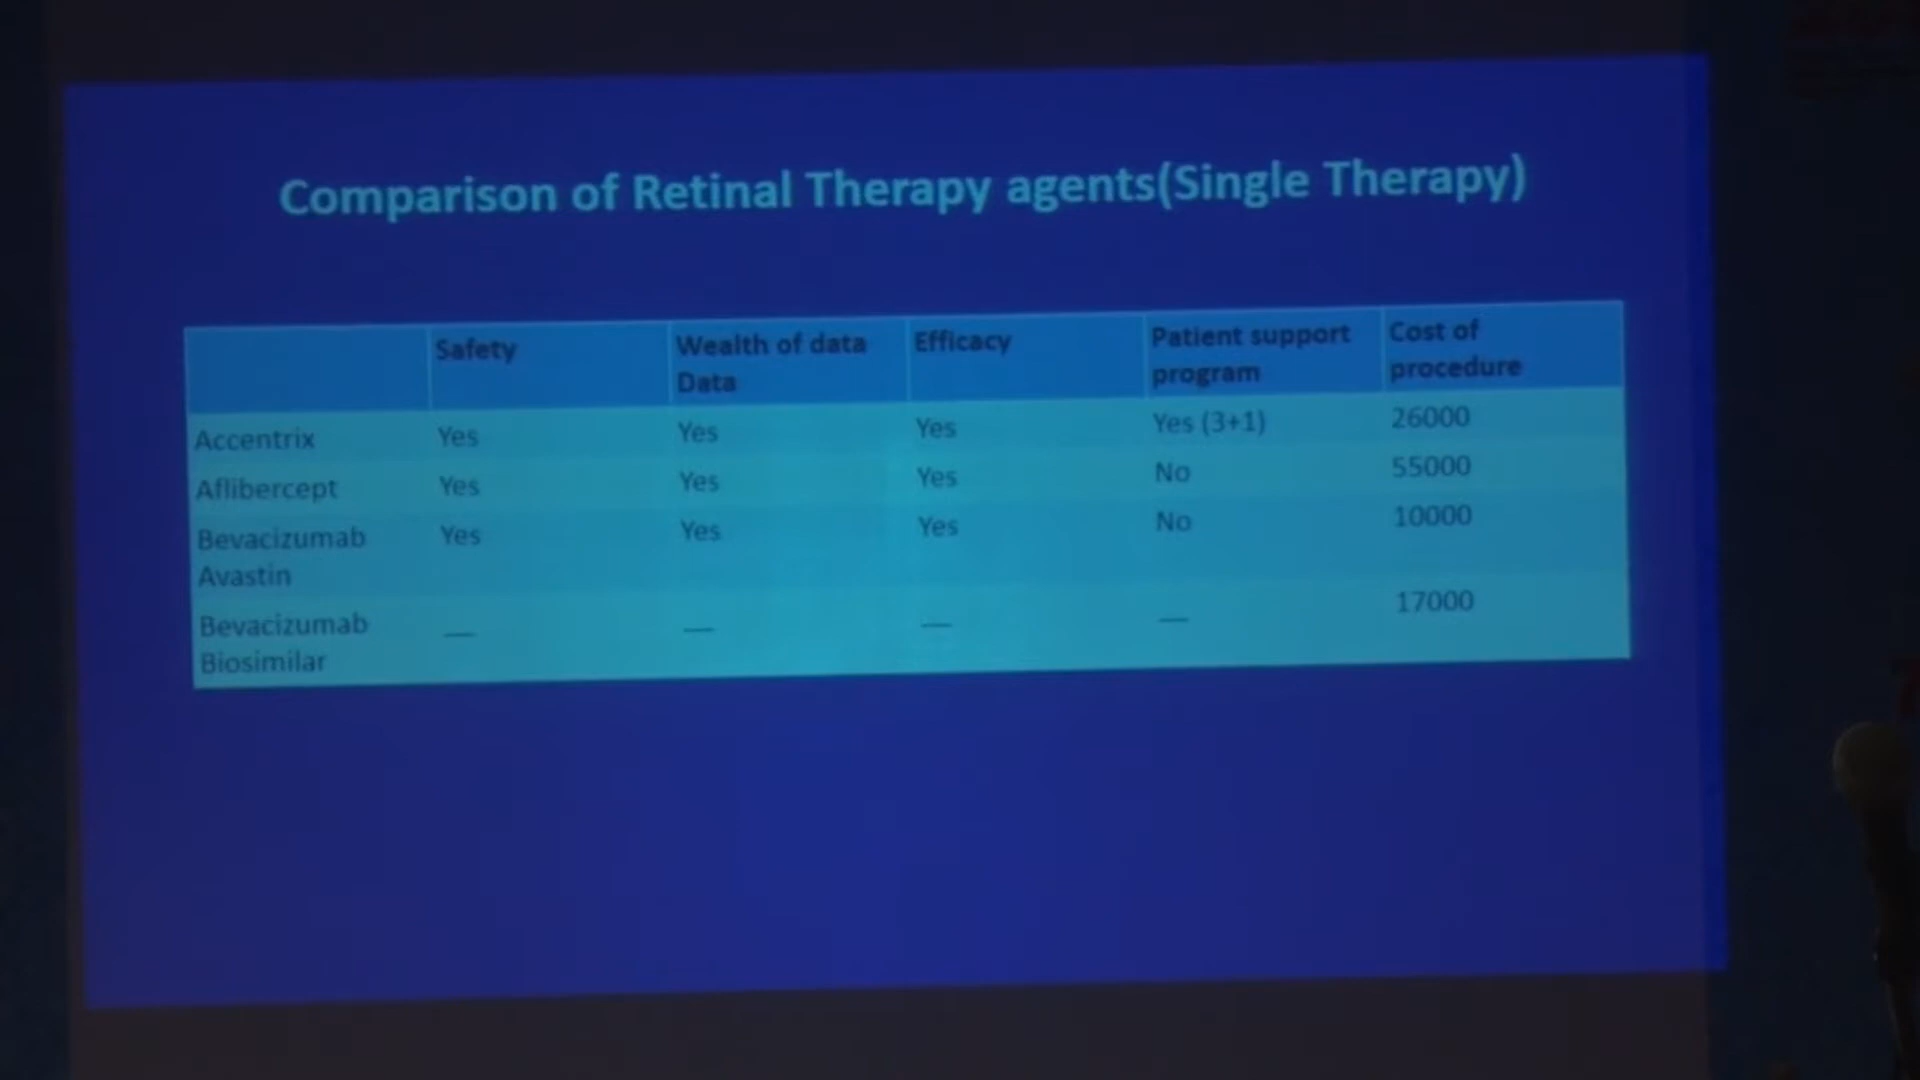 Comparison of Retinal Therapy agents(Single Therapy)
Safety Wealth of data Efficacy Patient support Cost of
Data program procedure
Accentrix Yes Yes Yes Yes (3+1) 26000
Aflibercept Yes Yes Yes No 55000
Bevacizumab Yes Yes Yes No 10000
Avastin
Bevacizumab — — — — 17000
Biosimilar